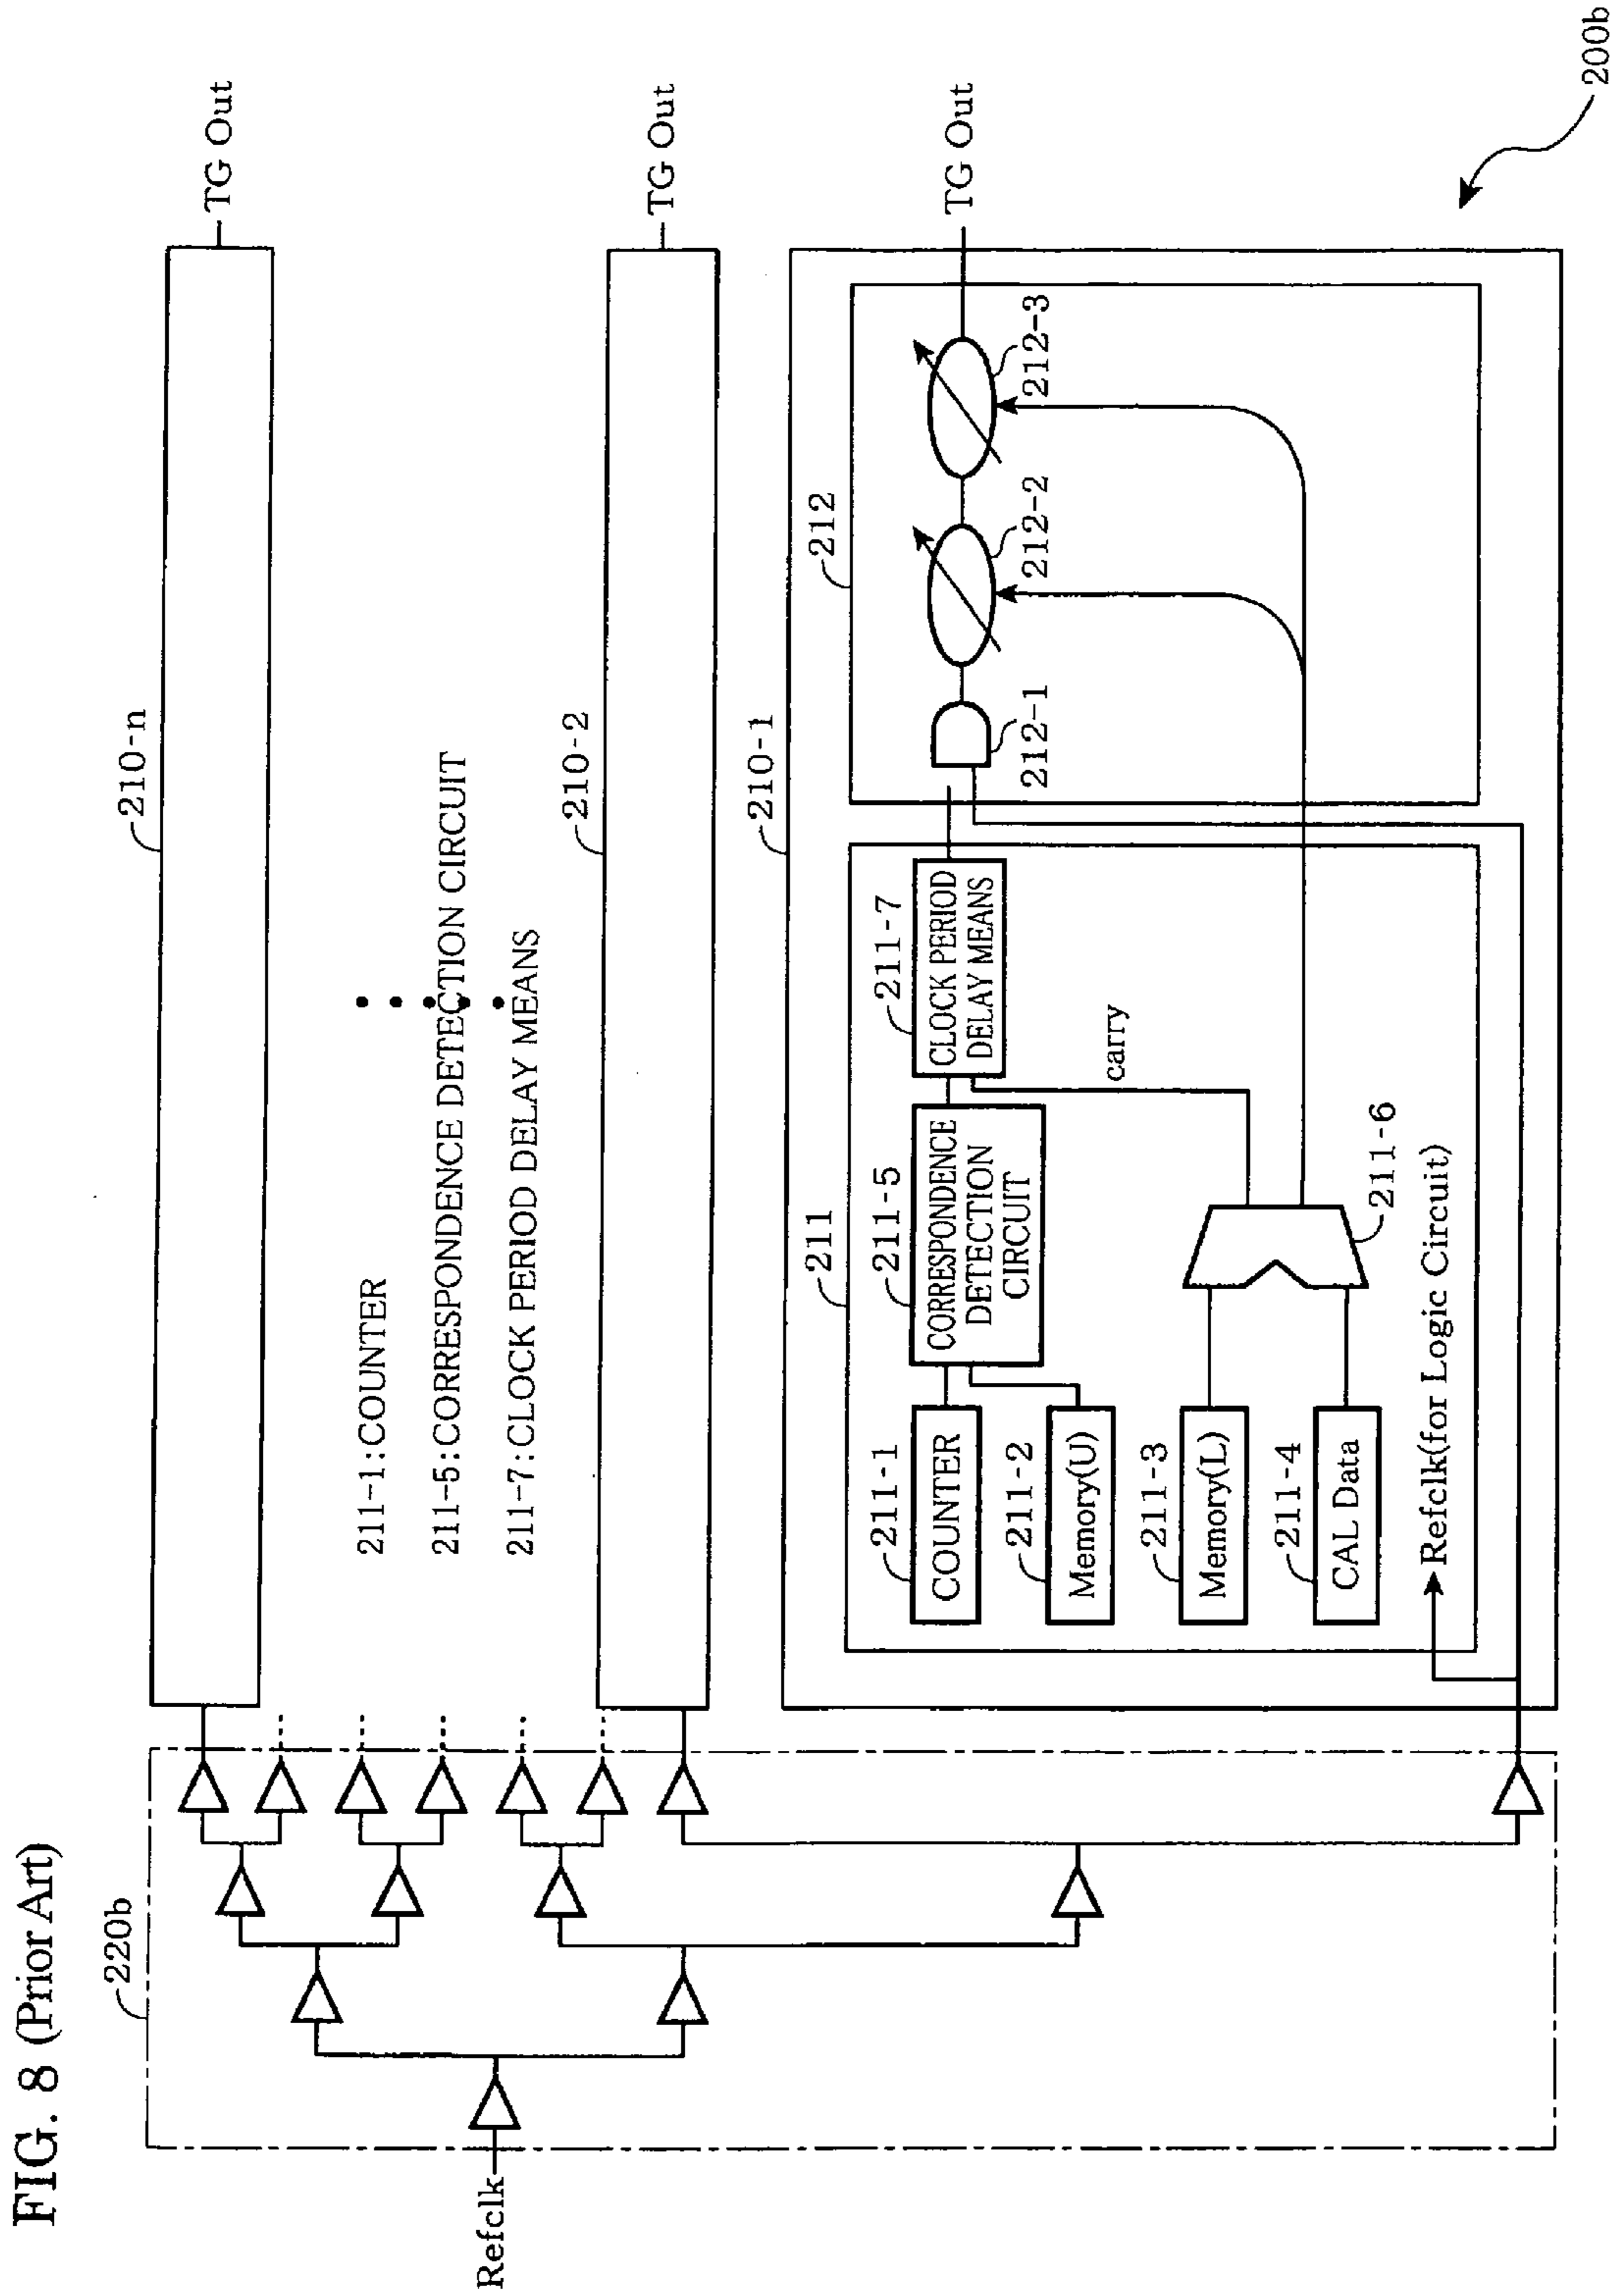 FIG. 8 (Prior Art)
220b
Refclk
210-n
TG Out
211-1:COUNTER
211-5:CORRESPONDENCE DETECTION CIRCUIT
211-7:CLOCK PERIOD DELAY MEANS
210-2
TG Out
210-1
211
212
211-1
COUNTER
211-2
Memory(U)
211-3
Memory(L)
211-4
CAL Data
211-5
CORRESPONDENCE
DETECTION
CIRCUIT
211-6
211-7
CLOCK PERIOD
DELAY MEANS
carry
Refclk(for Logic Circuit)
212-1
212-2
212-3
TG Out
200b